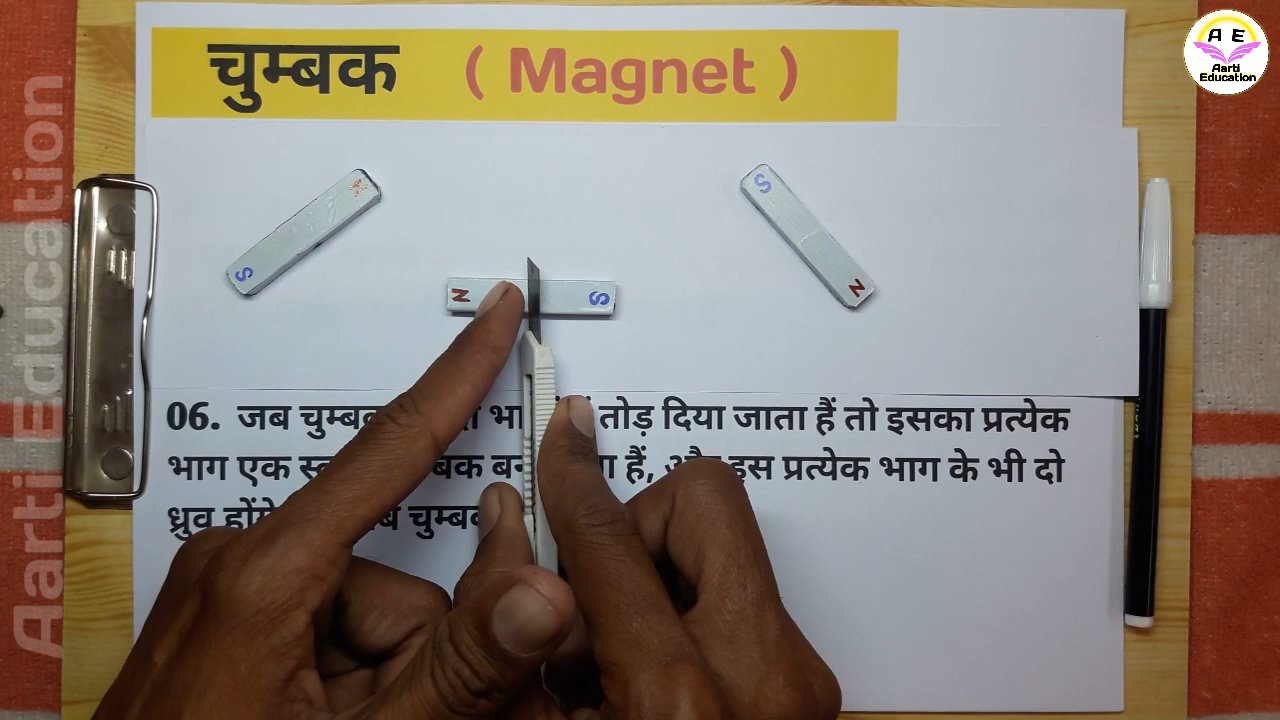 चुम्बक ( Magnet )
A E
Aarti
Education
S
S
N
S
N
06. जब चुम्बक तोड़ दिया जाता हैं तो इसका प्रत्येक
भाग एक हैं, इस प्रत्येक भाग के भी दो
ध्रुव
Aarti Education